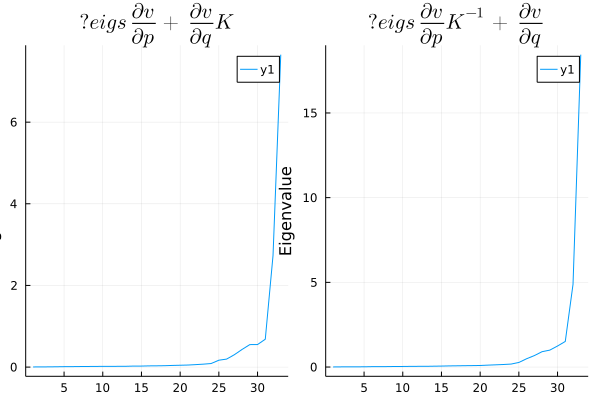 ?eigs ∂v/∂p + ∂v/∂q K
?eigs ∂v/∂p K⁻¹ + ∂v/∂q
y1
y1
6
4
2
0
5 10 15 20 25 30
Eigenvalue
15
10
5
0
5 10 15 20 25 30